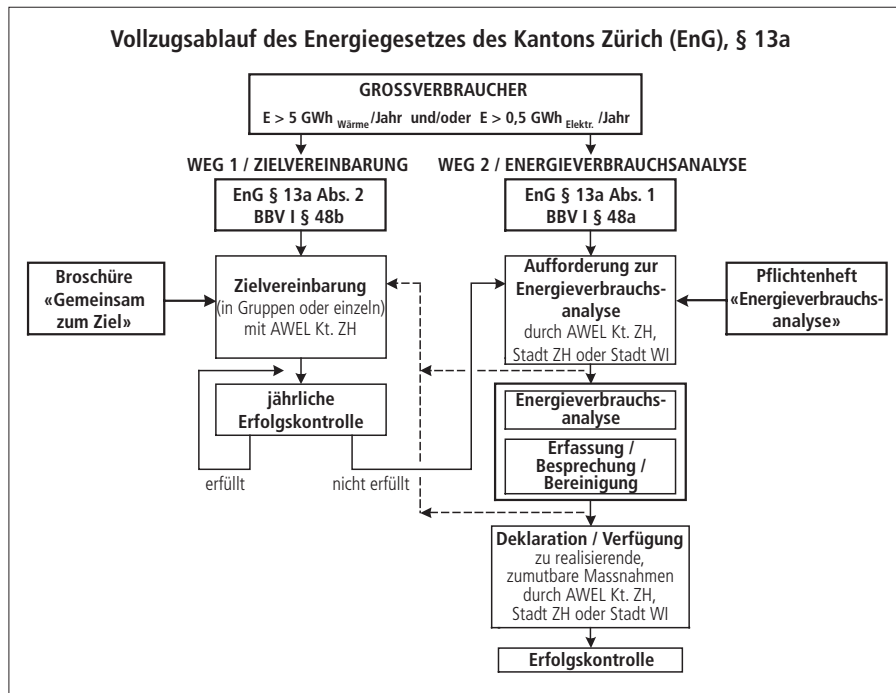 Vollzugsablauf des Energiegesetzes des Kantons Zürich (EnG), § 13a
GROSSVERBRAUCHER
E > 5 GWh Wärme /Jahr und/oder E > 0,5 GWh Elektr. /Jahr
WEG 1 / ZIELVEREINBARUNG
WEG 2 / ENERGIEVERBRAUCHSANALYSE
EnG § 13a Abs. 2
BBV I § 48b
EnG § 13a Abs. 1
BBV I § 48a
Broschüre
«Gemeinsam
zum Ziel»
Zielvereinbarung
(in Gruppen oder einzeln)
mit AWEL Kt. ZH
Aufforderung zur
Energieverbrauchs-
analyse
durch AWEL Kt. ZH,
Stadt ZH oder Stadt WI
Pflichtenheft
«Energieverbrauchs-
analyse»
jährliche
Erfolgskontrolle
erfüllt
nicht erfüllt
Energieverbrauchs-
analyse
Erfassung /
Besprechung /
Bereinigung
Deklaration / Verfügung
zu realisierende,
zumutbare Massnahmen
durch AWEL Kt. ZH,
Stadt ZH oder Stadt WI
Erfolgskontrolle